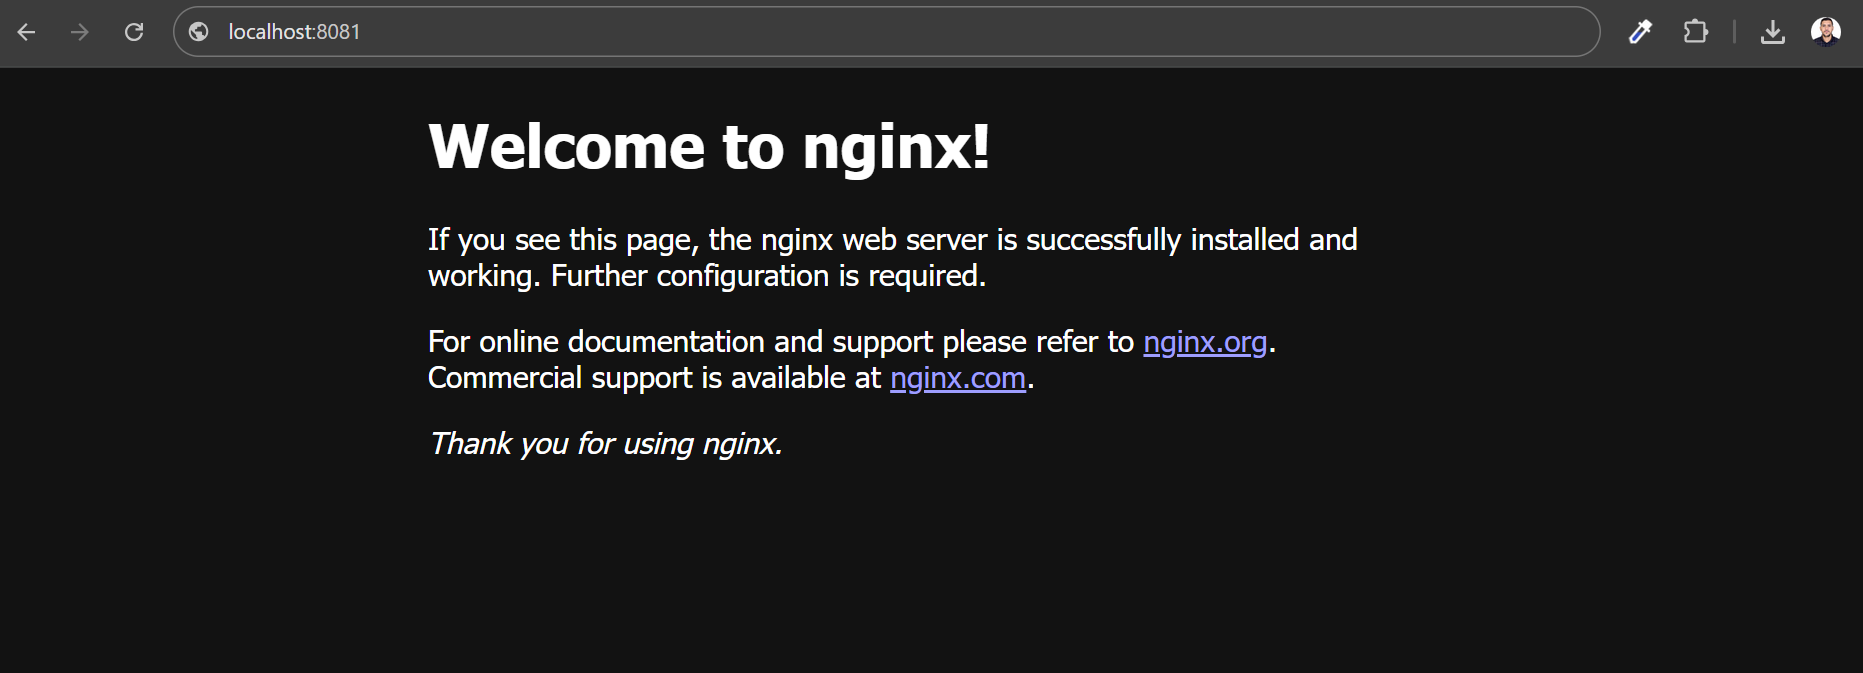 localhost:8081
Welcome to nginx!
If you see this page, the nginx web server is successfully installed and
working. Further configuration is required.
For online documentation and support please refer to nginx.org.
Commercial support is available at nginx.com.
Thank you for using nginx.